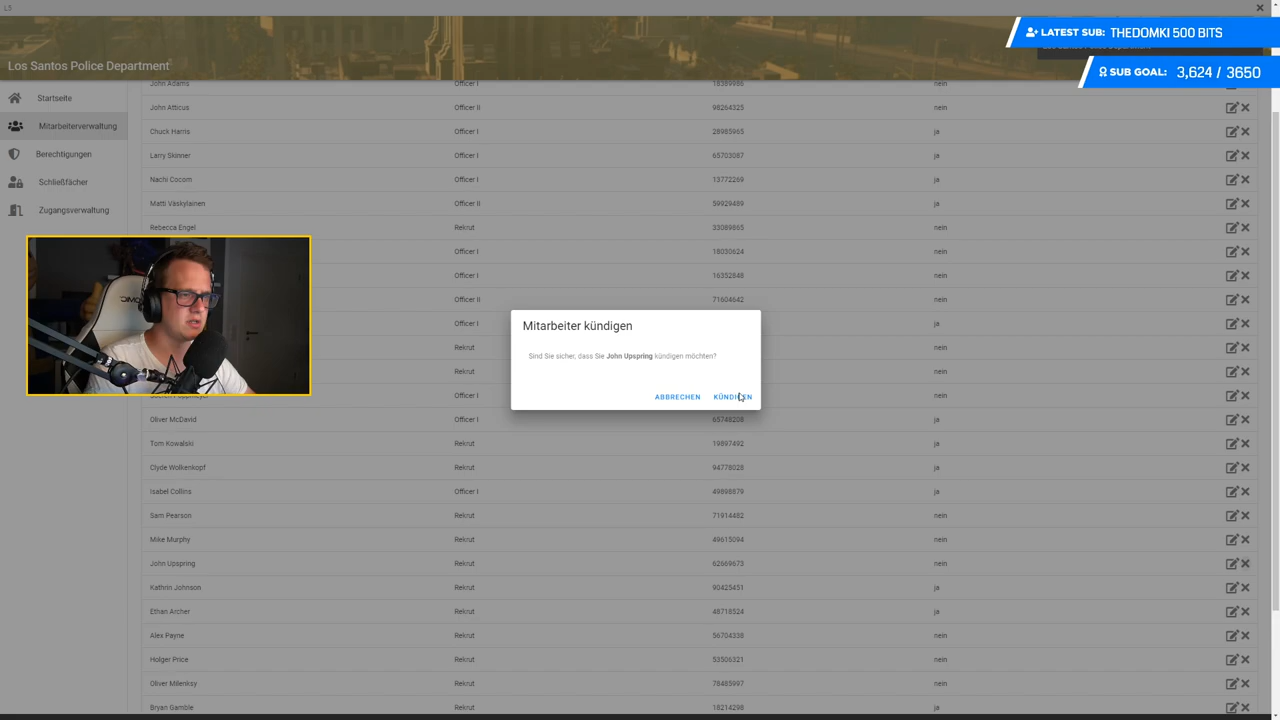 LS
LATEST SUB: THEDOMKI 500 BITS
SUB GOAL: 3,624 / 3650
Los Santos Police Department
Startseite
Mitarbeiterverwaltung
Berechtigungen
Schließfächer
Zugangsverwaltung
John Adams Officer I 18389986 nein
John Atticus Officer II 98264325 nein
Chuck Harris Officer I 28985965 ja
Larry Skinner Officer I 65703087 ja
Nachi Cocom Officer I 13772269 ja
Matti Väskylainen Officer II 59929489 ja
Rebecca Engel Rekrut 33089865 nein
Officer I 18030624 nein
Officer I 16352848 nein
Officer II 71604642 nein
Officer I ja
Rekrut nein
Rekrut nein
Officer I ja
Oliver McDavid Officer I 65748208 ja
Tom Kowalski Rekrut 19897492 ja
Clyde Wolkenkopf Rekrut 94778028 ja
Isabel Collins Officer I 49898879 ja
Sam Pearson Rekrut 71914482 nein
Mike Murphy Rekrut 49615094 nein
John Upspring Rekrut 62669673 nein
Kathrin Johnson Rekrut 90425451 ja
Ethan Archer Rekrut 48718524 ja
Alex Payne Rekrut 56704338 nein
Holger Price Rekrut 53506321 nein
Oliver Milenksy Rekrut 78485997 nein
Bryan Gamble Rekrut 18214298 ja
Mitarbeiter kündigen
Sind Sie sicher, dass Sie John Upspring kündigen möchten?
ABBRECHEN KÜNDIGEN